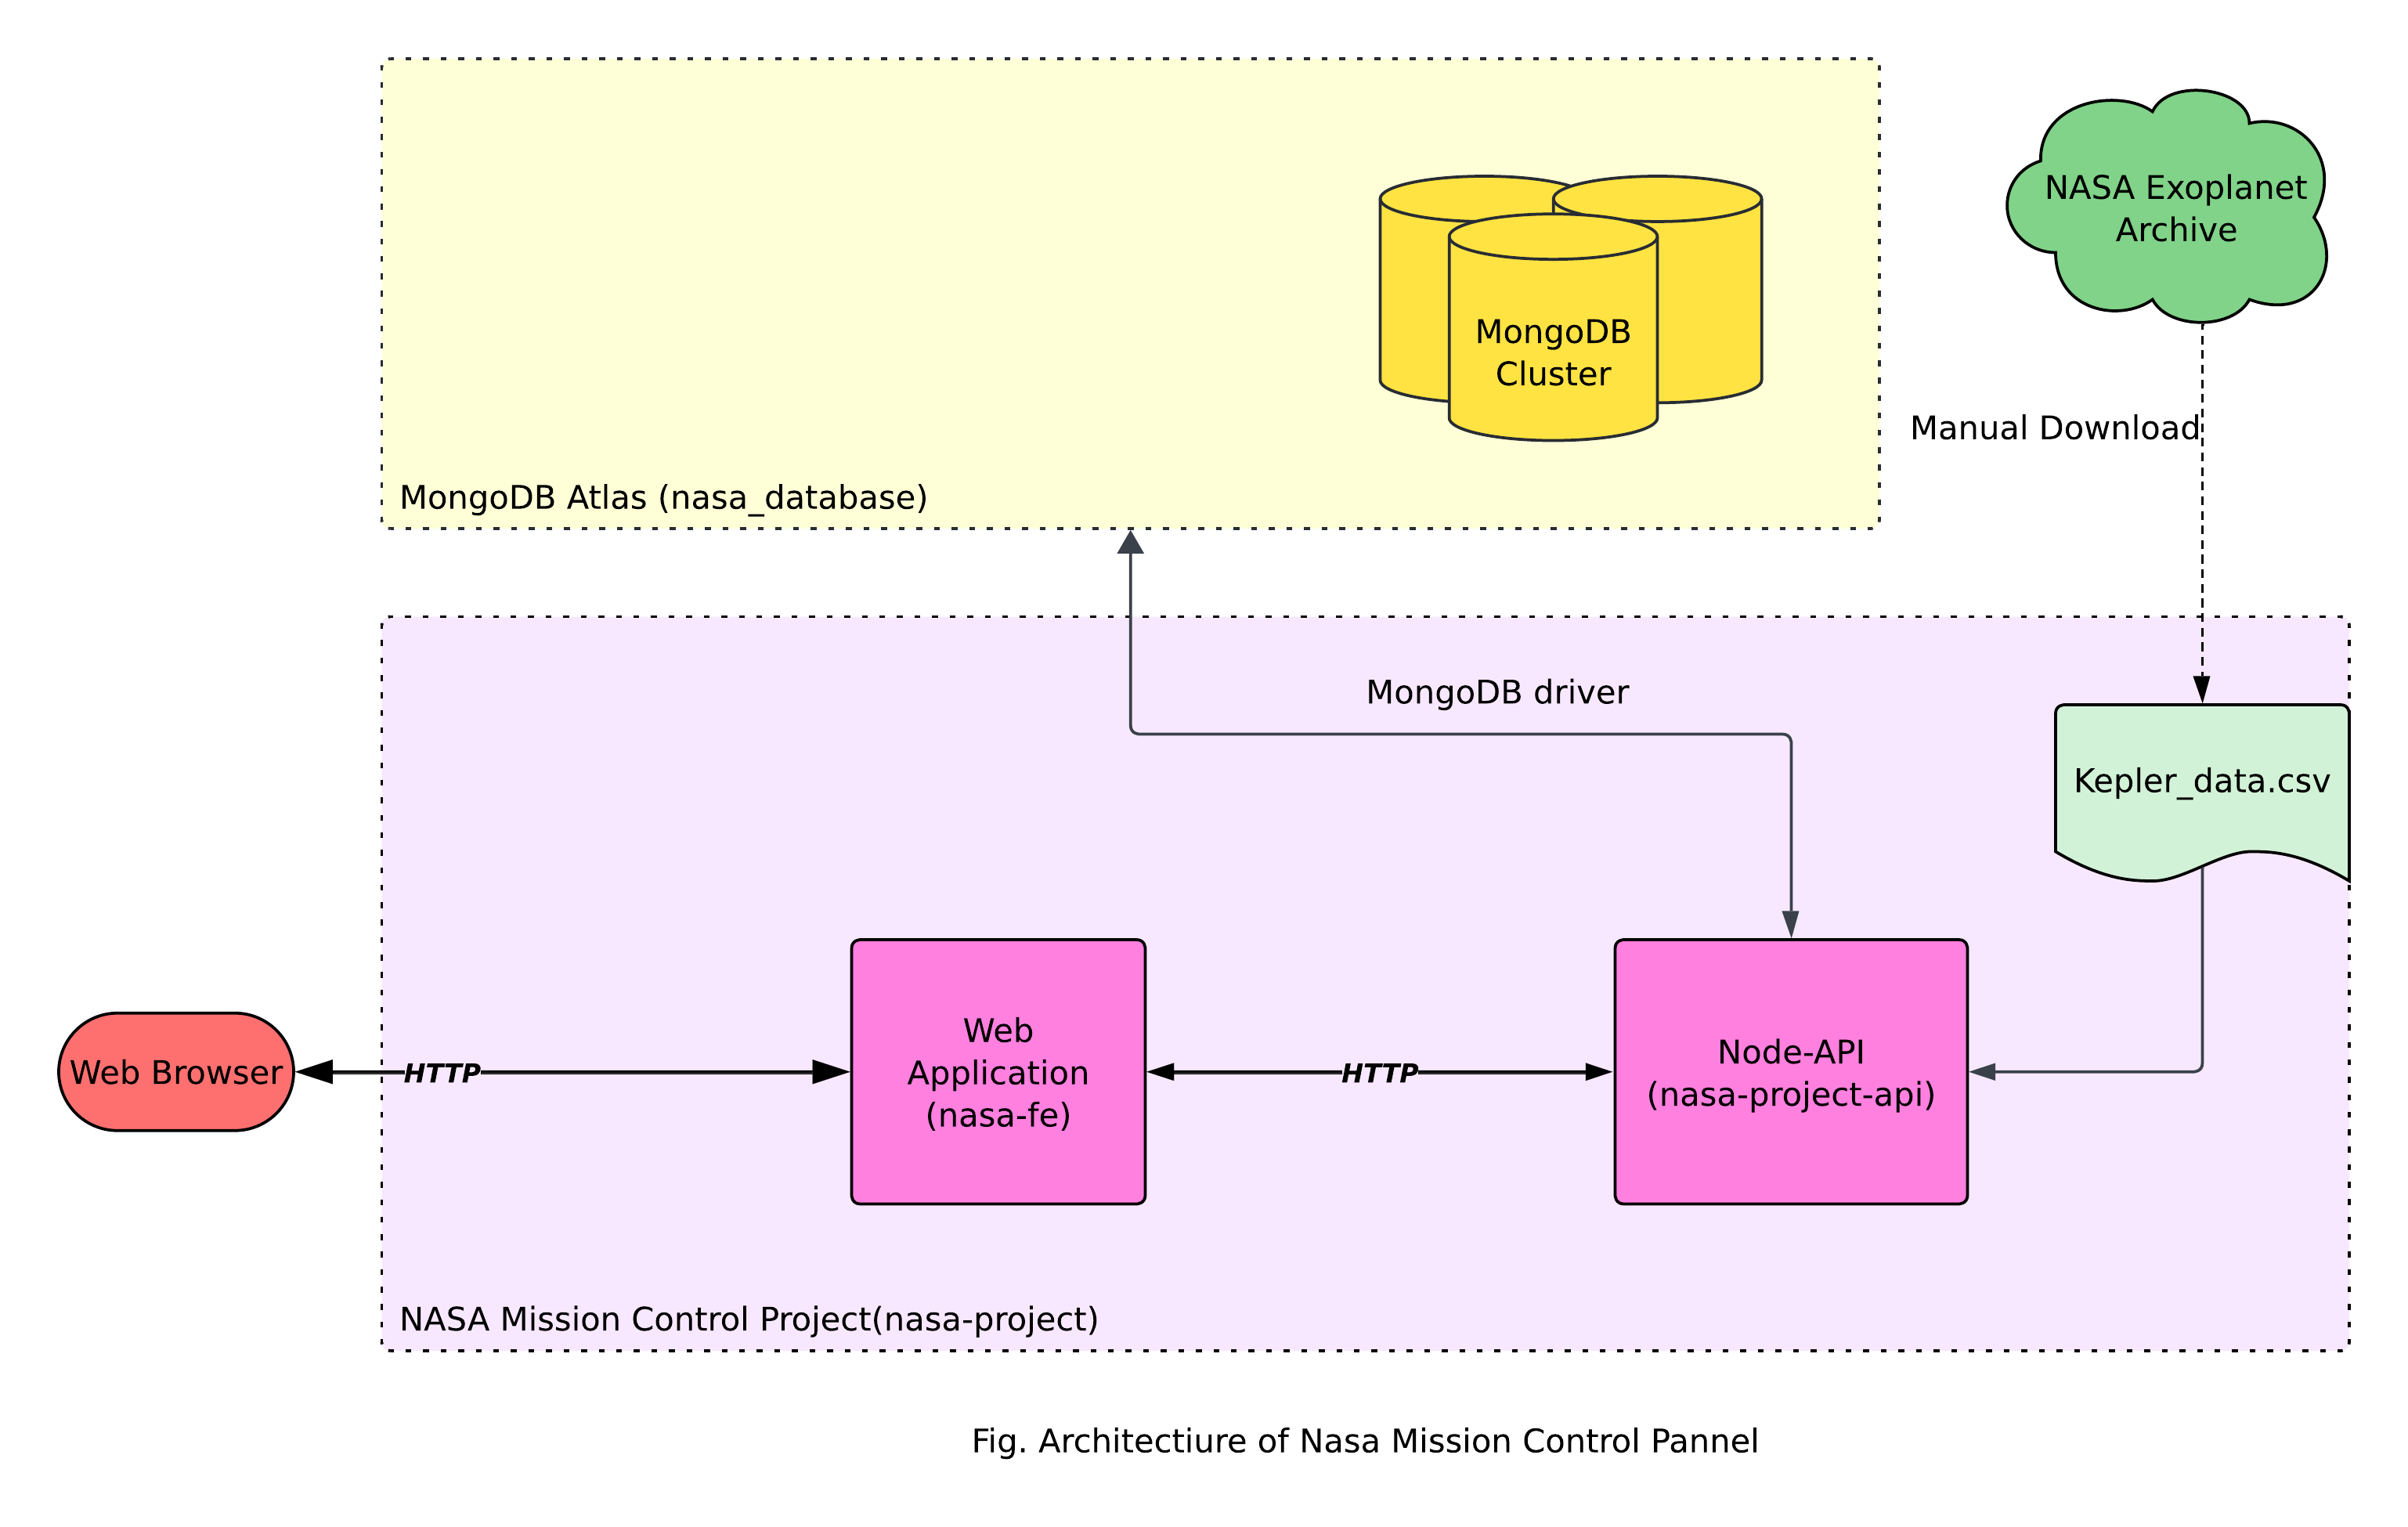 NASA Exoplanet
Archive
MongoDB
Cluster
Manual Download
MongoDB Atlas (nasa_database)
MongoDB driver
Kepler_data.csv
Web Browser
HTTP
Web
Application
(nasa-fe)
HTTP
Node-API
(nasa-project-api)
NASA Mission Control Project(nasa-project)
Fig. Architectiure of Nasa Mission Control Pannel